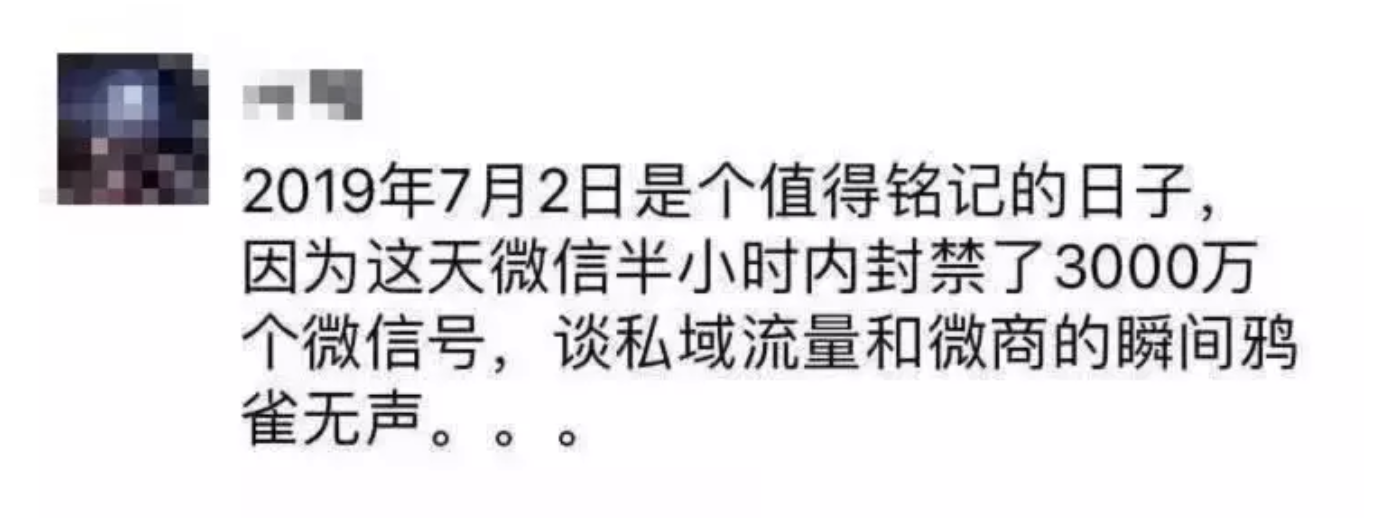 2019年7月2日是个值得铭记的日子，
因为这天微信半小时内封禁了3000万
个微信号，谈私域流量和微商的瞬间鸦
雀无声。。。